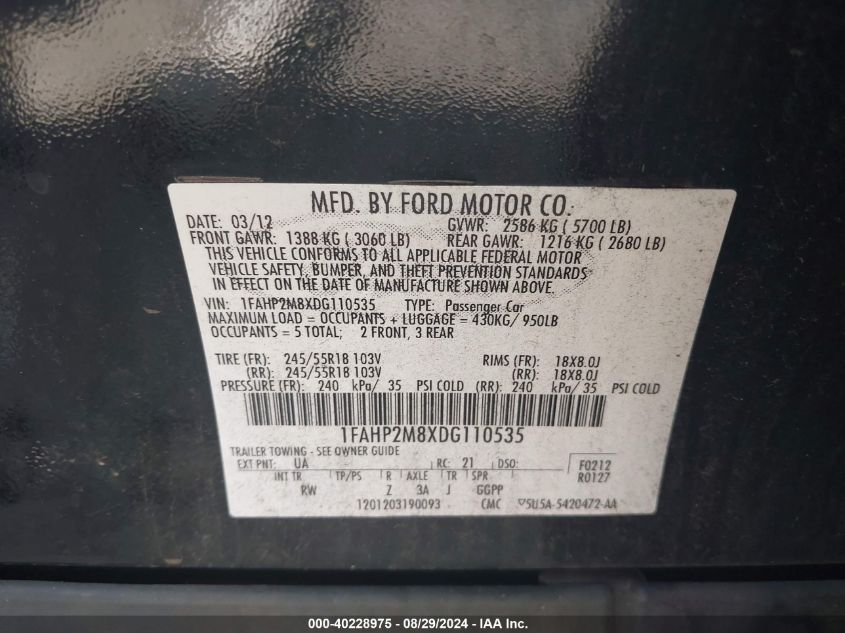 MFD. BY FORD MOTOR CO.
DATE: 03/12 GVWR: 2586 KG ( 5700 LB)
FRONT GAWR: 1388 KG ( 3060 LB) REAR GAWR: 1216 KG ( 2680 LB)
THIS VEHICLE CONFORMS TO ALL APPLICABLE FEDERAL MOTOR
VEHICLE SAFETY, BUMPER, AND THEFT PREVENTION STANDARDS
IN EFFECT ON THE DATE OF MANUFACTURE SHOWN ABOVE.
VIN: 1FAHP2M8XDG110535 TYPE: Passenger Car
MAXIMUM LOAD = OCCUPANTS + LUGGAGE = 430KG/ 950LB
OCCUPANTS = 5 TOTAL; 2 FRONT, 3 REAR
TIRE (FR): 245/55R18 103V RIMS (FR): 18X8.0J
(RR): 245/55R18 103V (RR): 18X8.0J
PRESSURE (FR): 240 kPa/ 35 PSI COLD (RR): 240 kPa/ 35 PSI COLD
1FAHP2M8XDG110535
TRAILER TOWING - SEE OWNER GUIDE
EXT PNT: UA RC: 21 DSO: F0212
INT TR TP/PS R AXLE TR SPR R0127
RW Z 3A J GGPP
1201203190093 CMC 5U5A-5420472-AA
000-40228975 - 08/29/2024 - IAA Inc.